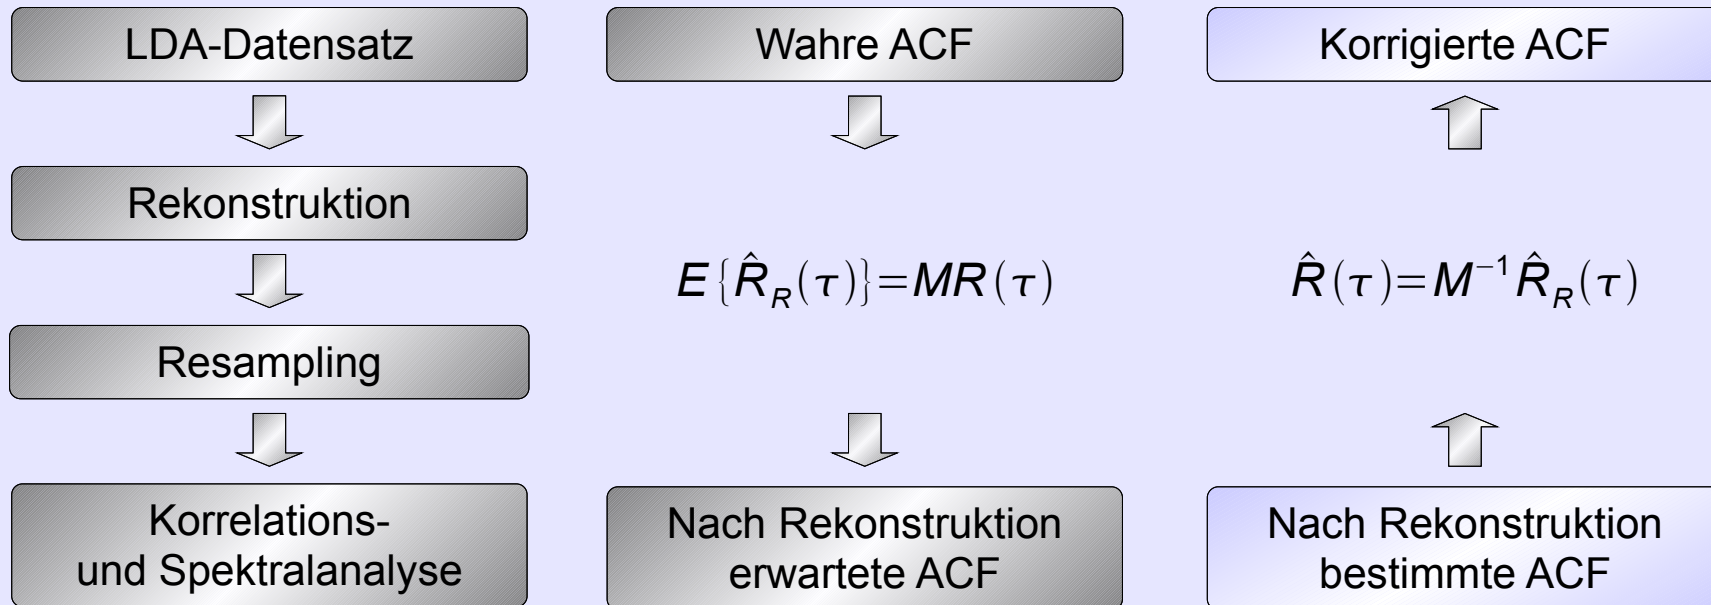 LDA-Datensatz
Rekonstruktion
Resampling
Korrelations-
und Spektralanalyse
Wahre ACF
E{R̂_R(τ)}=MR(τ)
Nach Rekonstruktion
erwartete ACF
Korrigierte ACF
R̂(τ)=M⁻¹R̂_R(τ)
Nach Rekonstruktion
bestimmte ACF